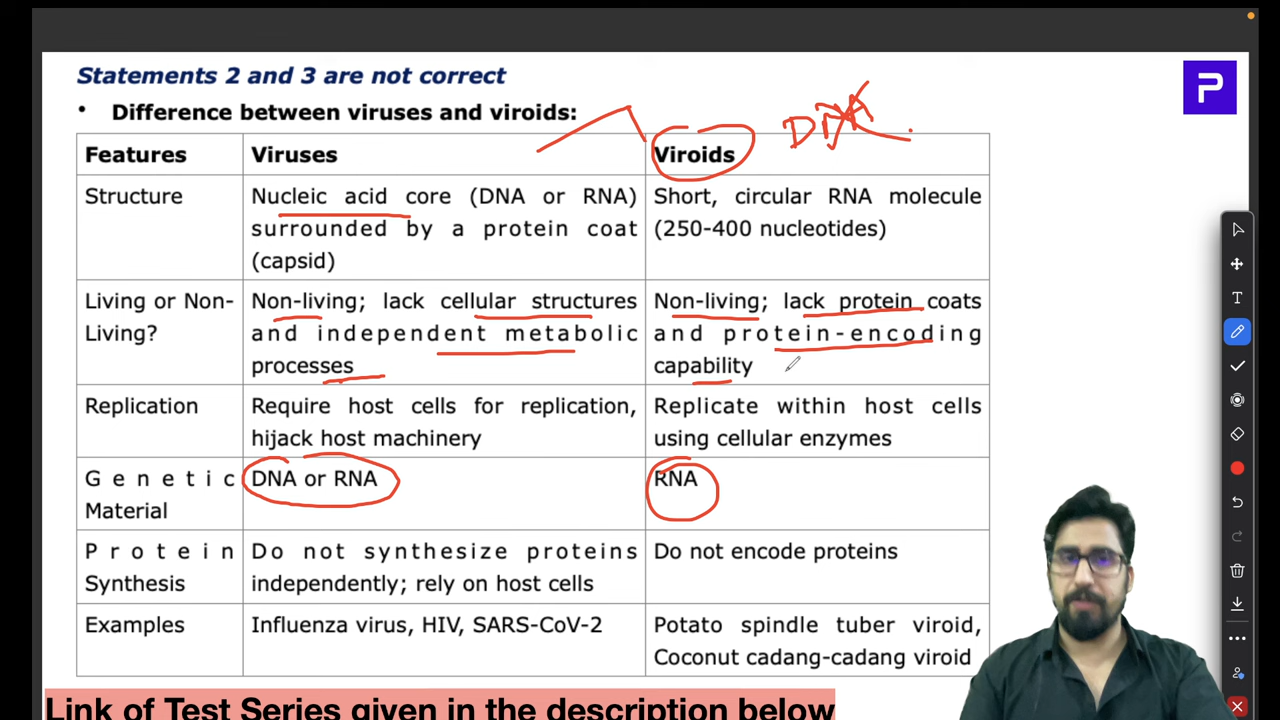 Statements 2 and 3 are not correct
P
• Difference between viruses and viroids:
DNA
Features Viruses Viroids
Structure Nucleic acid core (DNA or RNA) Short, circular RNA molecule
surrounded by a protein coat (250-400 nucleotides)
(capsid)
Living or Non- Non-living; lack cellular structures Non-living; lack protein coats
Living? and independent metabolic and protein-encoding
processes capability
Replication Require host cells for replication, Replicate within host cells
hijack host machinery using cellular enzymes
Genetic DNA or RNA RNA
Material
Protein Do not synthesize proteins Do not encode proteins
Synthesis independently; rely on host cells
Examples Influenza virus, HIV, SARS-CoV-2 Potato spindle tuber viroid,
Coconut cadang-cadang viroid
Link of Test Series given in the description below
T